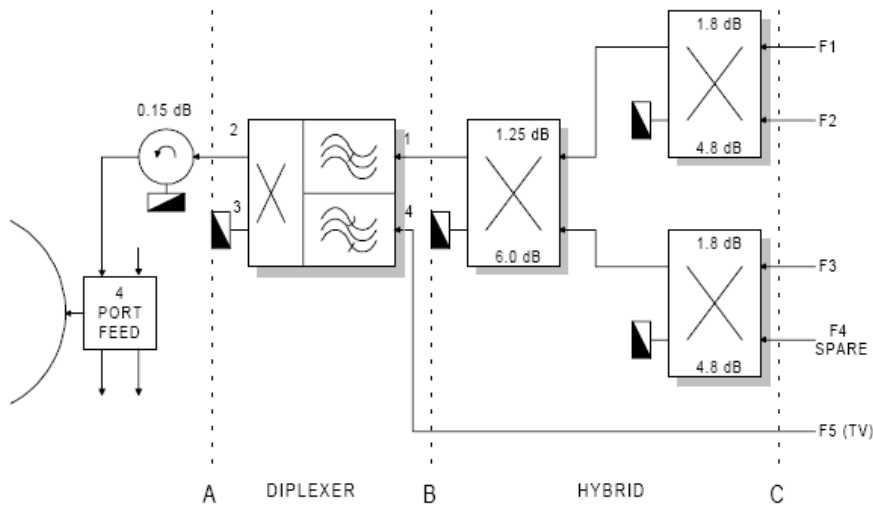 1.8 dB
F1
F2
4.8 dB
0.15 dB
2
1
3
4
1.25 dB
6.0 dB
1.8 dB
F3
F4
SPARE
4.8 dB
4
PORT
FEED
F5 (TV)
A
DIPLEXER
B
HYBRID
C